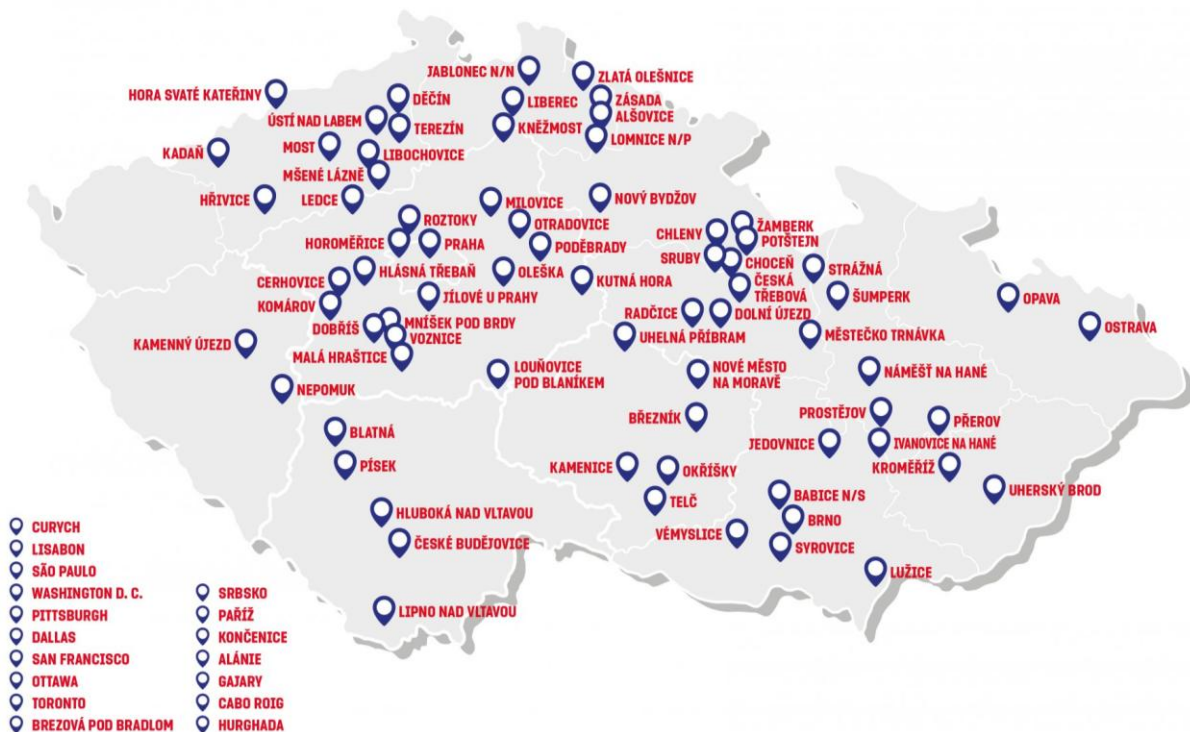 JABLONEC N/N
ZLATÁ OLEŠNICE
HORA SVATÉ KATEŘINY
DĚČÍN
LIBEREC
ZÁSADA
ALŠOVICE
ÚSTÍ NAD LABEM
TEREZÍN
KNĚŽMOST
LOMNICE N/P
KADAŇ
MOST
LIBOCHOVICE
MŠENÉ LÁZNĚ
HŘIVICE
LEDCE
MILOVICE
NOVÝ BYDŽOV
ROZTOKY
OTRADOVICE
ŽAMBERK
CHLENY
POTŠTEJN
HOROMĚŘICE
PRAHA
PODĚBRADY
SRUBY
CHOCEŇ
HLÁSNÁ TŘEBAŇ
OLEŠKA
KUTNÁ HORA
ČESKÁ
TŘEBOVÁ
STRÁŽNÁ
CERHOVICE
JÍLOVÉ U PRAHY
ŠUMPERK
OPAVA
KOMÁROV
RADČICE
DOLNÍ ÚJEZD
OSTRAVA
DOBŘÍŠ
MNÍŠEK POD BRDY
VOZNICE
UHELNÁ PŘÍBRAM
MĚSTEČKO TRNÁVKA
KAMENNÝ ÚJEZD
MALÁ HRAŠTICE
LOUŇOVICE
POD BLANÍKEM
NOVÉ MĚSTO
NA MORAVĚ
NÁMĚŠŤ NA HANÉ
NEPOMUK
BŘEZNÍK
PROSTĚJOV
PŘEROV
BLATNÁ
JEDOVNICE
IVANOVICE NA HANÉ
PÍSEK
KAMENICE
OKŘÍŠKY
KROMĚŘÍŽ
TELČ
BABICE N/S
UHERSKÝ BROD
HLUBOKÁ NAD VLTAVOU
BRNO
VÉMYSLICE
ČESKÉ BUDĚJOVICE
SYROVICE
LUŽICE
LIPNO NAD VLTAVOU
CURYCH
LISABON
SÃO PAULO
WASHINGTON D. C.
PITTSBURGH
DALLAS
SAN FRANCISCO
OTTAWA
TORONTO
BREZOVÁ POD BRADLOM
SRBSKO
PAŘÍŽ
KONČENICE
ALÁNIE
GAJARY
CABO ROIG
HURGHADA